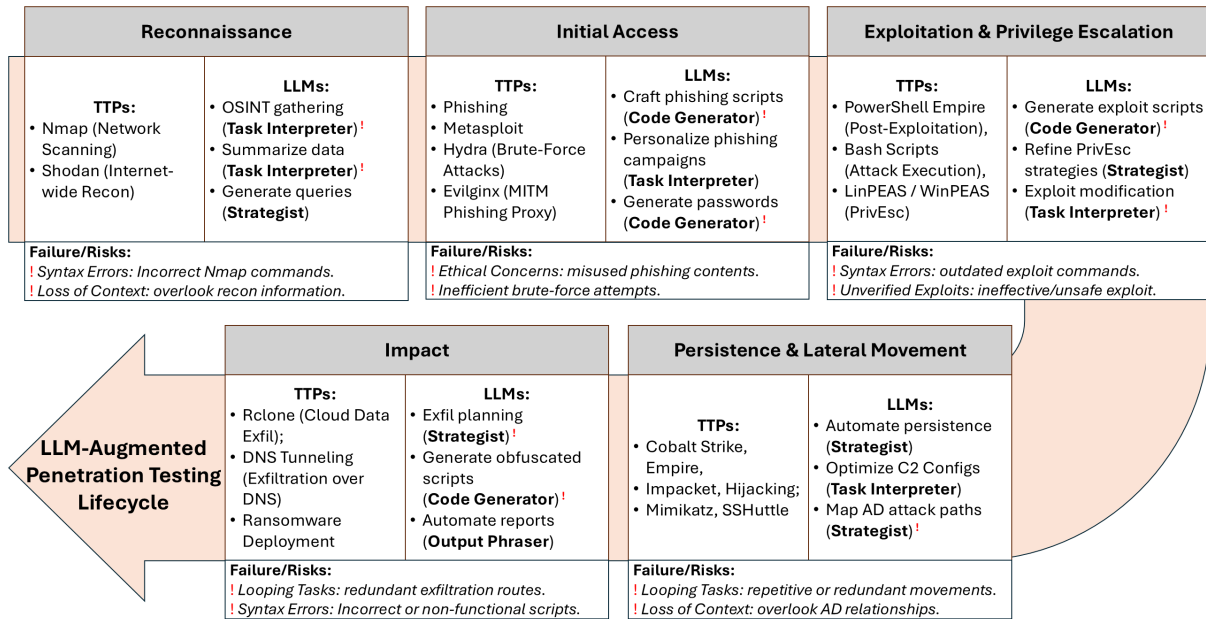 Reconnaissance
TTPs:
• Nmap (Network
Scanning)
• Shodan (Internet-
wide Recon)
LLMs:
• OSINT gathering
(Task Interpreter) !
• Summarize data
(Task Interpreter) !
• Generate queries
(Strategist)
Failure/Risks:
! Syntax Errors: Incorrect Nmap commands.
! Loss of Context: overlook recon information.
Initial Access
TTPs:
• Phishing
• Metasploit
• Hydra (Brute-Force
Attacks)
• Evilginx (MITM
Phishing Proxy)
LLMs:
• Craft phishing scripts
(Code Generator) !
• Personalize phishing
campaigns
(Task Interpreter)
• Generate passwords
(Code Generator) !
Failure/Risks:
! Ethical Concerns: misused phishing contents.
! Inefficient brute-force attempts.
Exploitation & Privilege Escalation
TTPs:
• PowerShell Empire
(Post-Exploitation),
• Bash Scripts
(Attack Execution),
• LinPEAS / WinPEAS
(PrivEsc)
LLMs:
• Generate exploit scripts
(Code Generator) !
• Refine PrivEsc
strategies (Strategist)
• Exploit modification
(Task Interpreter) !
Failure/Risks:
! Syntax Errors: outdated exploit commands.
! Unverified Exploits: ineffective/unsafe exploit.
Persistence & Lateral Movement
TTPs:
• Cobalt Strike,
Empire,
• Impacket, Hijacking;
• Mimikatz, SSHuttle
LLMs:
• Automate persistence
(Strategist)
• Optimize C2 Configs
(Task Interpreter)
• Map AD attack paths
(Strategist) !
Failure/Risks:
! Looping Tasks: repetitive or redundant movements.
! Loss of Context: overlook AD relationships.
Impact
TTPs:
• Rclone (Cloud Data
Exfil);
• DNS Tunneling
(Exfiltration over
DNS)
• Ransomware
Deployment
LLMs:
• Exfil planning
(Strategist) !
• Generate obfuscated
scripts
(Code Generator) !
• Automate reports
(Output Phraser)
Failure/Risks:
! Looping Tasks: redundant exfiltration routes.
! Syntax Errors: Incorrect or non-functional scripts.
LLM-Augmented
Penetration Testing
Lifecycle